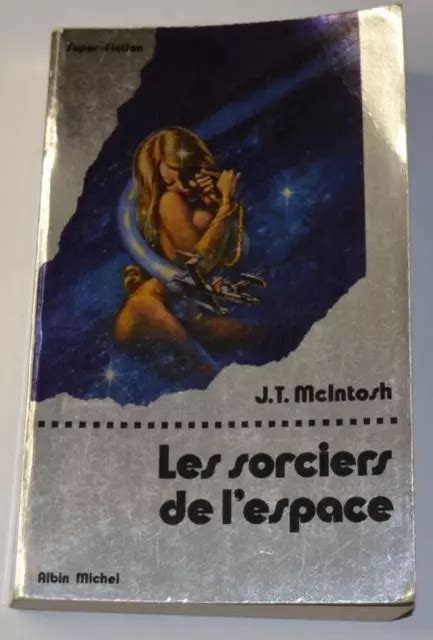 Super-fiction
J.T. McIntosh
Les sorciers
de l'espace
Albin Michel